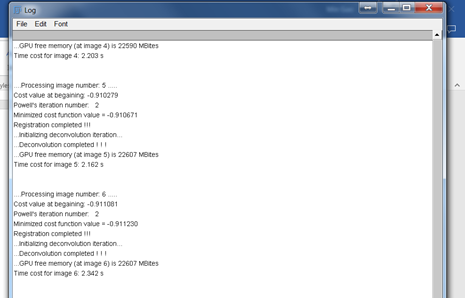 Log
File Edit Font
...GPU free memory (at image 4) is 22590 MBites
Time cost for image 4: 2.203 s
...Processing image number: 5 .....
Cost value at begaining: -0.910279
Powell's iteration number: 2
Minimized cost function value = -0.910671
Registration completed !!!
...Initializing deconvolution iteration...
...Deconvolution completed ! ! !
...GPU free memory (at image 5) is 22607 MBites
Time cost for image 5: 2.162 s
...Processing image number: 6 .....
Cost value at begaining: -0.911081
Powell's iteration number: 2
Minimized cost function value = -0.911230
Registration completed !!!
...Initializing deconvolution iteration...
...Deconvolution completed ! ! !
...GPU free memory (at image 6) is 22607 MBites
Time cost for image 6: 2.342 s